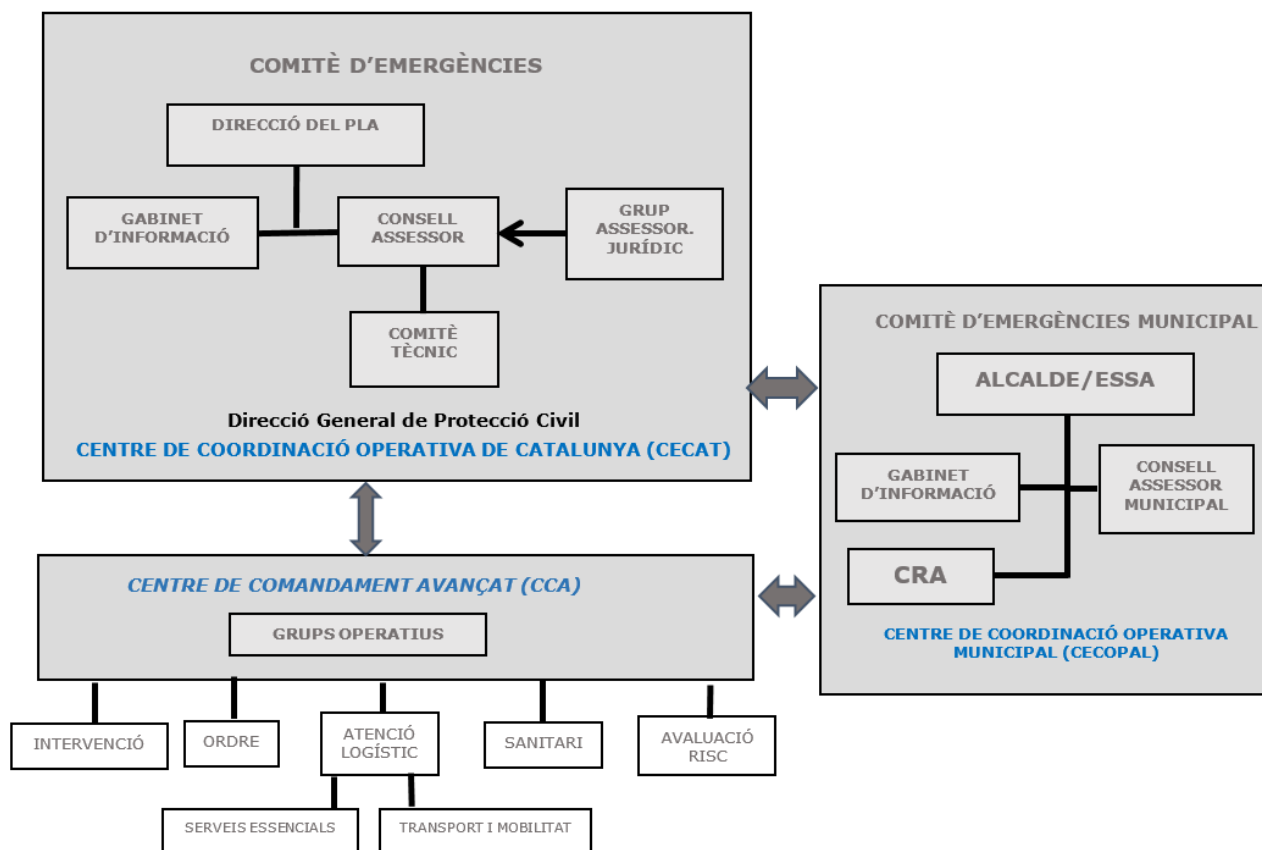 COMITÈ D'EMERGÈNCIES
DIRECCIÓ DEL PLA
GABINET
D'INFORMACIÓ
CONSELL
ASSESSOR
GRUP
ASSESSOR.
JURÍDIC
COMITÈ
TÈCNIC
Direcció General de Protecció Civil
CENTRE DE COORDINACIÓ OPERATIVA DE CATALUNYA (CECAT)
COMITÈ D'EMERGÈNCIES MUNICIPAL
ALCALDE/ESSA
GABINET
D'INFORMACIÓ
CONSELL
ASSESSOR
MUNICIPAL
CRA
CENTRE DE COORDINACIÓ OPERATIVA
MUNICIPAL (CECOPAL)
CENTRE DE COMANDAMENT AVANÇAT (CCA)
GRUPS OPERATIUS
INTERVENCIÓ
ORDRE
ATENCIÓ
LOGÍSTIC
SANITARI
AVALUACIÓ
RISC
SERVEIS ESSENCIALS
TRANSPORT I MOBILITAT